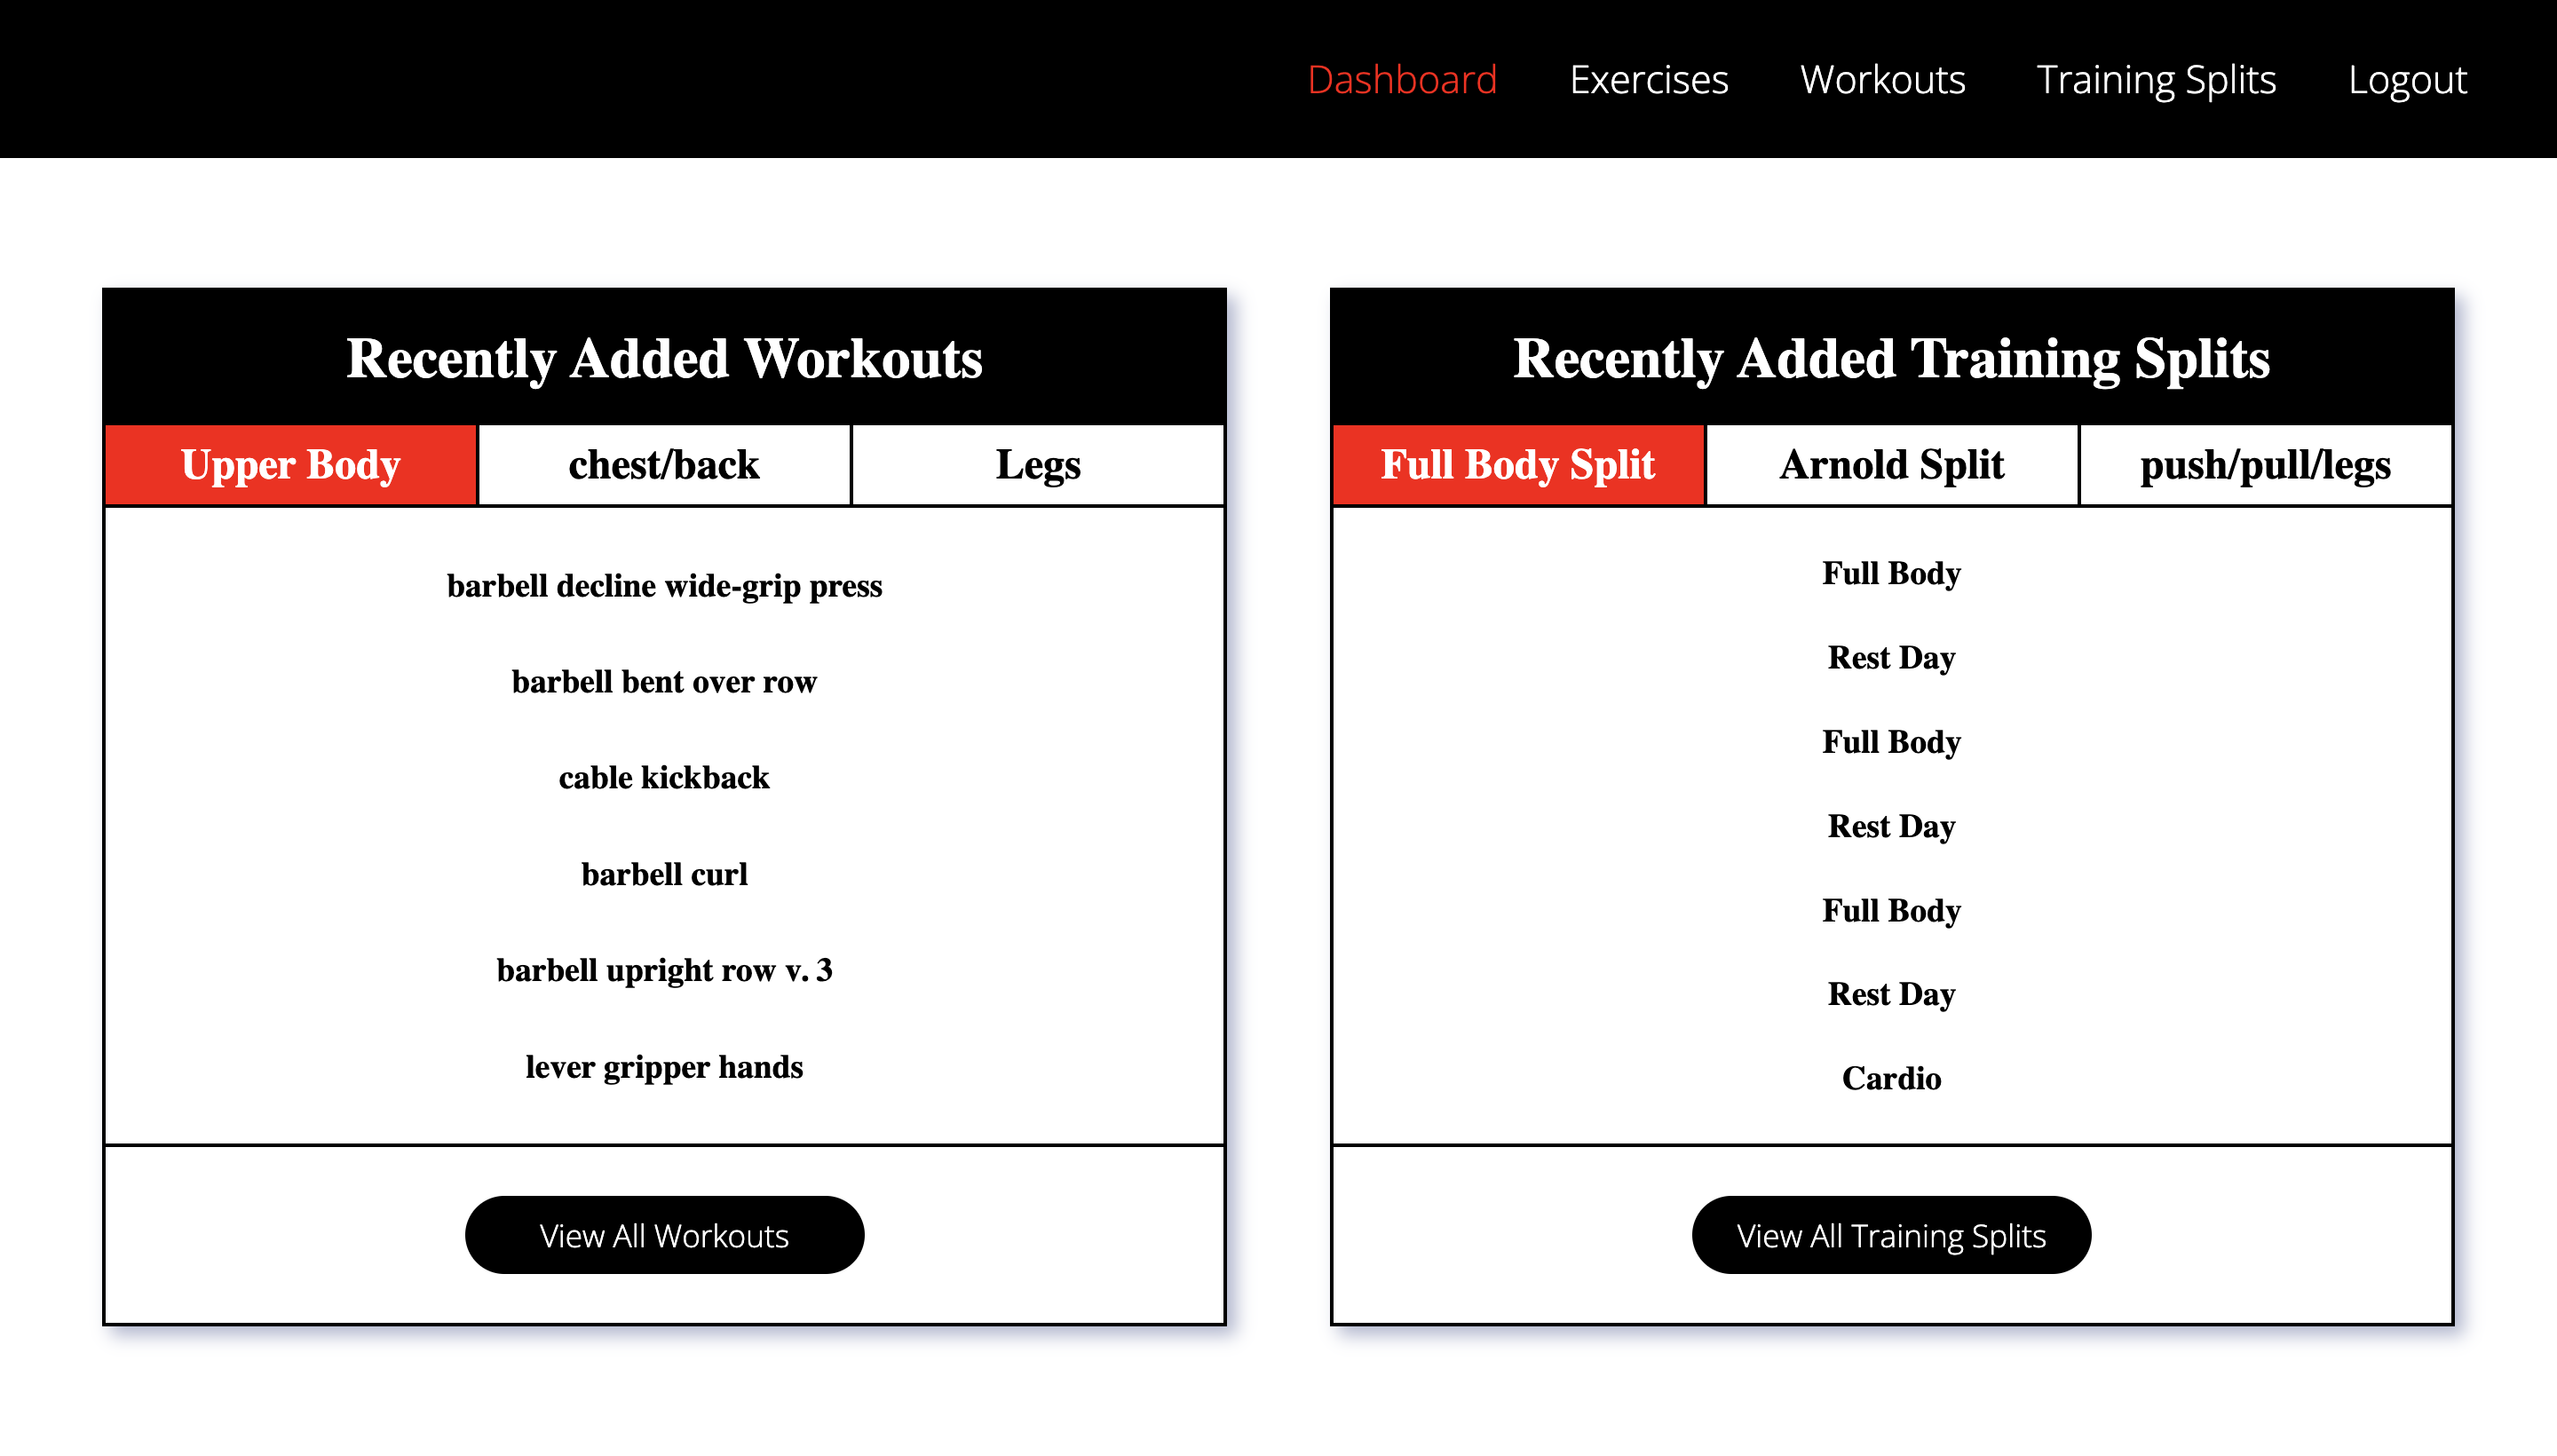 Dashboard Exercises Workouts Training Splits Logout
Recently Added Workouts
Upper Body chest/back Legs
barbell decline wide-grip press
barbell bent over row
cable kickback
barbell curl
barbell upright row v. 3
lever gripper hands
View All Workouts
Recently Added Training Splits
Full Body Split Arnold Split push/pull/legs
Full Body
Rest Day
Full Body
Rest Day
Full Body
Rest Day
Cardio
View All Training Splits